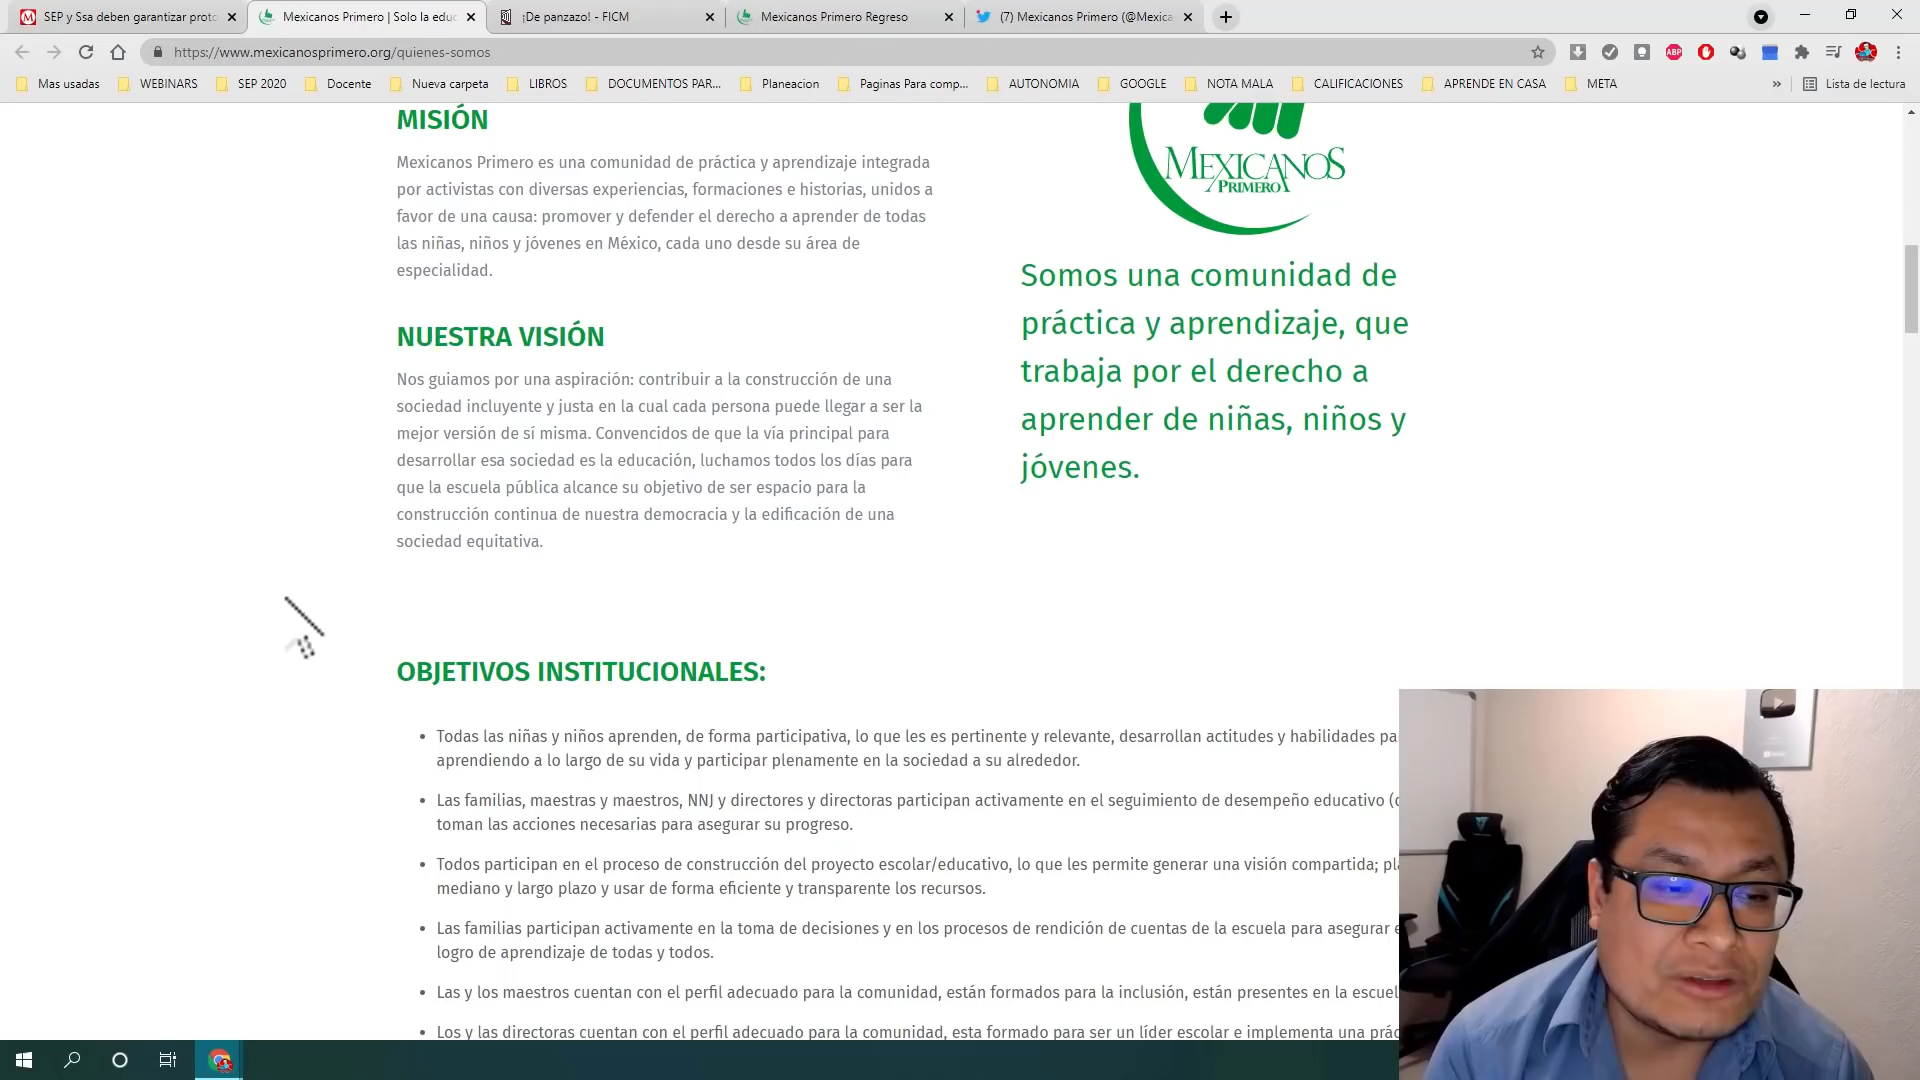 SEP y Ssa deben garantizar proto
Mexicanos Primero | Solo la educ
¡De panzazo! - FICM
Mexicanos Primero Regreso
(7) Mexicanos Primero (@Mexica
https://www.mexicanosprimero.org/quienes-somos
ABP
Mas usadas
WEBINARS
SEP 2020
Docente
Nueva carpeta
LIBROS
DOCUMENTOS PAR...
Planeacion
Paginas Para comp...
AUTONOMIA
GOOGLE
NOTA MALA
CALIFICACIONES
APRENDE EN CASA
META
»
Lista de lectura
MISIÓN
Mexicanos Primero es una comunidad de práctica y aprendizaje integrada
por activistas con diversas experiencias, formaciones e historias, unidos a
favor de una causa: promover y defender el derecho a aprender de todas
las niñas, niños y jóvenes en México, cada uno desde su área de
especialidad.
NUESTRA VISIÓN
Nos guiamos por una aspiración: contribuir a la construcción de una
sociedad incluyente y justa en la cual cada persona puede llegar a ser la
mejor versión de sí misma. Convencidos de que la vía principal para
desarrollar esa sociedad es la educación, luchamos todos los días para
que la escuela pública alcance su objetivo de ser espacio para la
construcción continua de nuestra democracia y la edificación de una
sociedad equitativa.
MEXICANOS
PRIMERO
Somos una comunidad de
práctica y aprendizaje, que
trabaja por el derecho a
aprender de niñas, niños y
jóvenes.
OBJETIVOS INSTITUCIONALES:
• Todas las niñas y niños aprenden, de forma participativa, lo que les es pertinente y relevante, desarrollan actitudes y habilidades pa
aprendiendo a lo largo de su vida y participar plenamente en la sociedad a su alrededor.
• Las familias, maestras y maestros, NNJ y directores y directoras participan activamente en el seguimiento de desempeño educativo (
toman las acciones necesarias para asegurar su progreso.
• Todos participan en el proceso de construcción del proyecto escolar/educativo, lo que les permite generar una visión compartida; pl
mediano y largo plazo y usar de forma eficiente y transparente los recursos.
• Las familias participan activamente en la toma de decisiones y en los procesos de rendición de cuentas de la escuela para asegurar e
logro de aprendizaje de todas y todos.
• Las y los maestros cuentan con el perfil adecuado para la comunidad, están formados para la inclusión, están presentes en la escuel
• Los y las directoras cuentan con el perfil adecuado para la comunidad, esta formado para ser un líder escolar e implementa una prác